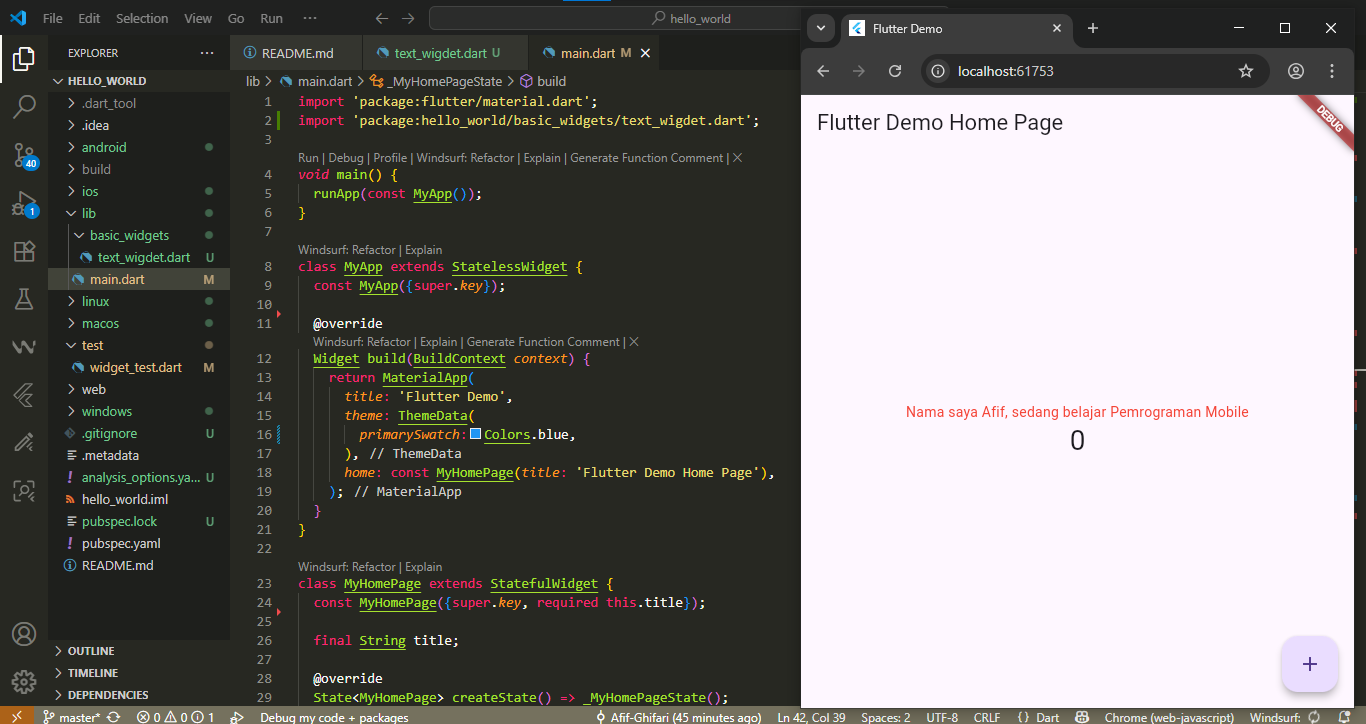 File Edit Selection View Go Run ··· hello_world
EXPLORER ···
HELLO_WORLD
.dart_tool
.idea
android
build
ios
lib
basic_widgets
text_wigdet.dart U
main.dart M
linux
macos
test
widget_test.dart M
web
windows
.gitignore U
.metadata
analysis_options.ya... U
hello_world.iml
pubspec.lock U
pubspec.yaml
README.md
OUTLINE
TIMELINE
DEPENDENCIES
40
1
README.md text_wigdet.dart U main.dart M
lib > main.dart > _MyHomePageState > build
1 import 'package:flutter/material.dart';
2 import 'package:hello_world/basic_widgets/text_wigdet.dart';
3
Run | Debug | Profile | Windsurf: Refactor | Explain | Generate Function Comment | X
4 void main() {
5 runApp(const MyApp());
6 }
7
Windsurf: Refactor | Explain
8 class MyApp extends StatelessWidget {
9 const MyApp({super.key});
10
11 @override
Windsurf: Refactor | Explain | Generate Function Comment | X
12 Widget build(BuildContext context) {
13 return MaterialApp(
14 title: 'Flutter Demo',
15 theme: ThemeData(
16 primarySwatch: Colors.blue,
17 ), // ThemeData
18 home: const MyHomePage(title: 'Flutter Demo Home Page'),
19 ); // MaterialApp
20 }
21 }
22
Windsurf: Refactor | Explain
23 class MyHomePage extends StatefulWidget {
24 const MyHomePage({super.key, required this.title});
25
26 final String title;
27
28 @override
29 State<MyHomePage> createState() => _MyHomePageState();
Flutter Demo
localhost:61753
Flutter Demo Home Page
DEBUG
Nama saya Afif, sedang belajar Pemrograman Mobile
0
+
master* 0 0 1 Debug my code + packages Afif-Ghifari (45 minutes ago) Ln 42, Col 39 Spaces: 2 UTF-8 CRLF {} Dart Chrome (web-javascript) Windsurf: